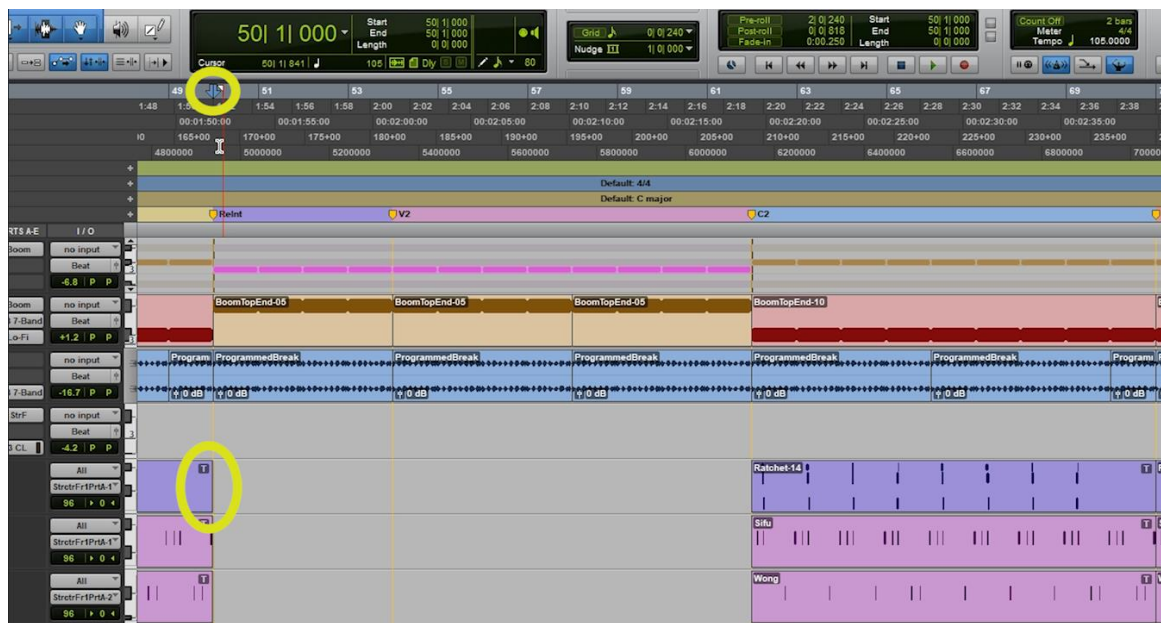 50| 1| 000
Start 50| 1| 000
End 50| 1| 000
Length 0| 0| 000
Cursor 50| 1| 841
105
Dly
80
Grid 0| 0| 240
Nudge 1| 0| 000
Pre-roll 2| 0| 240
Post-roll 0| 0| 818
Fade-in 0:00.250
Start 50| 1| 000
End 50| 1| 000
Length 0| 0| 000
Count Off 2 bars
Meter 4/4
Tempo 105.0000
49 51 53 55 57 59 61 63 65 67 69
1:48 1:54 1:56 1:58 2:00 2:02 2:04 2:06 2:08 2:10 2:12 2:14 2:16 2:18 2:20 2:22 2:24 2:26 2:28 2:30 2:32 2:34 2:36 2:38
00:01:50:00 00:01:55:00 00:02:00:00 00:02:05:00 00:02:10:00 00:02:15:00 00:02:20:00 00:02:25:00 00:02:30:00 00:02:35:00
165+00 170+00 175+00 180+00 185+00 190+00 195+00 200+00 205+00 210+00 215+00 220+00 225+00 230+00 235+00
4800000 5000000 5200000 5400000 5600000 5800000 6000000 6200000 6400000 6600000 6800000 70000
Default: 4/4
Default: C major
ReInt V2 C2
RTS A-E I / O
Boom no input
Beat
-6.8 P P
Boom no input
BoomTopEnd-05 BoomTopEnd-05 BoomTopEnd-05 BoomTopEnd-10
7-Band Beat
Lo-Fi +1.2 P P
no input
Programi ProgrammedBreak ProgrammedBreak ProgrammedBreak ProgrammedBreak ProgrammedBreak Programi
Beat
7-Band -16.7 P P
0 dB 0 dB 0 dB 0 dB 0 dB 0 dB 0 dB
StrF no input
Beat
CL -4.2 P P
All
T Ratchet-14 T
StrctrFr1PrtA-1
96 0
All
Sifu T
StrctrFr1PrtA-1
96 0
All
T Wong T
StrctrFr1PrtA-2
96 0